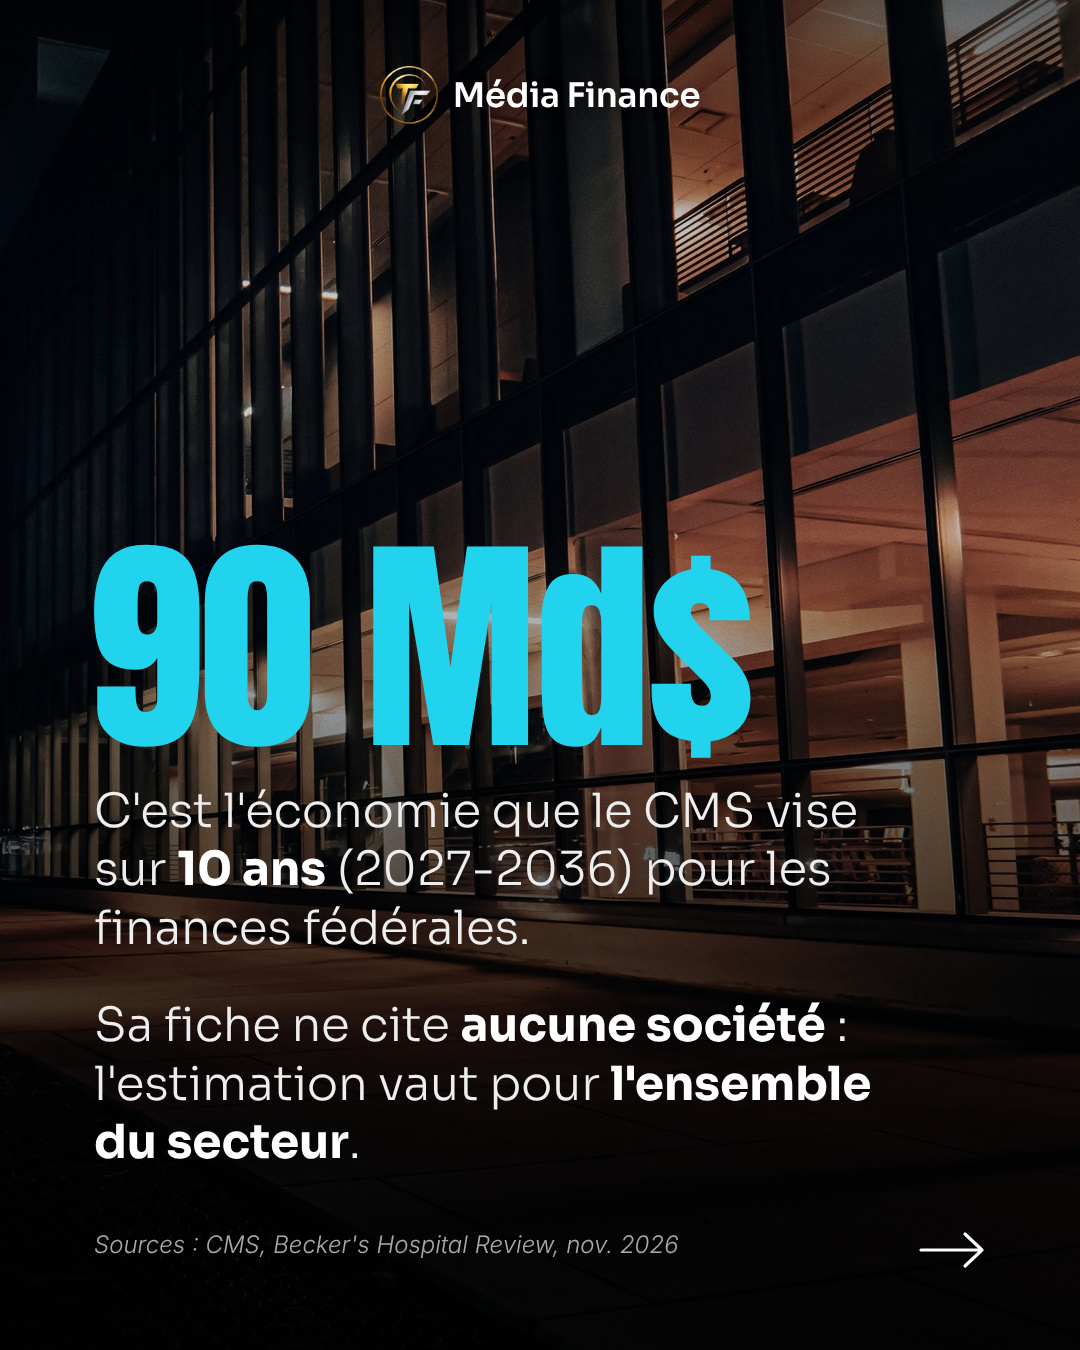 Média Finance
90 Md$
C'est l'économie que le CMS vise
sur 10 ans (2027-2036) pour les
finances fédérales.
Sa fiche ne cite aucune société :
l'estimation vaut pour l'ensemble
du secteur.
Sources : CMS, Becker's Hospital Review, nov. 2026